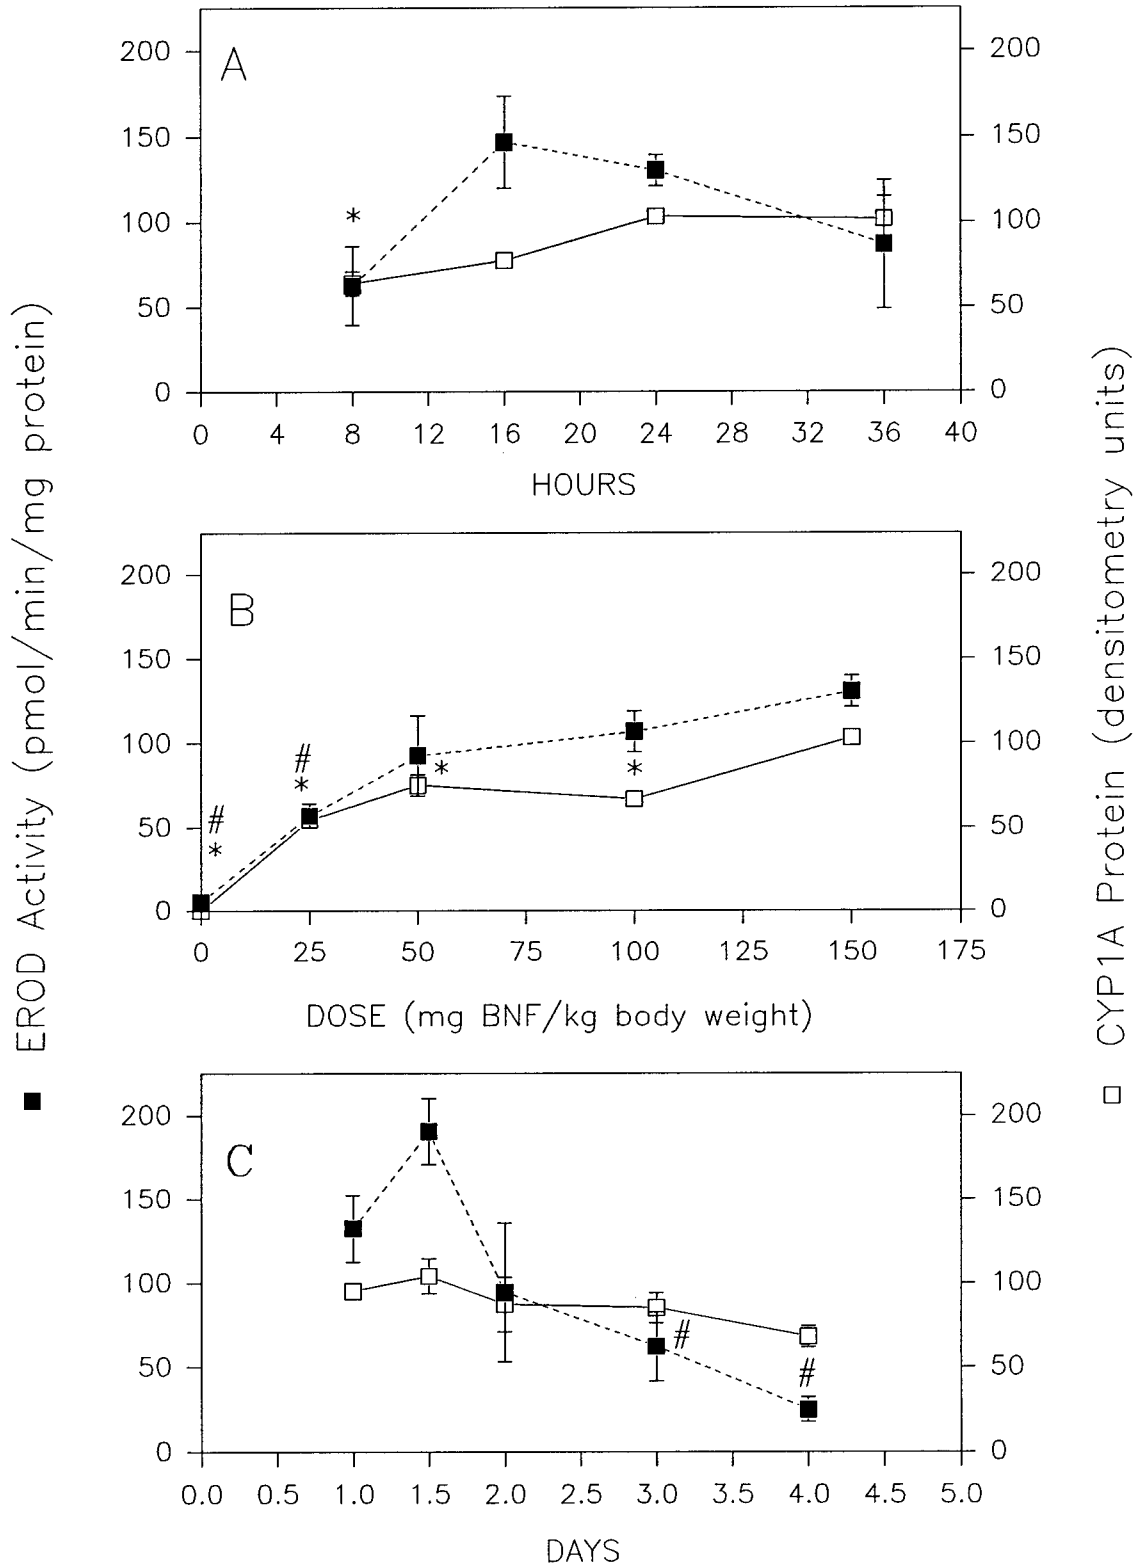 A
200 200
150 150
*
100 100
50 50
0 0
0 4 8 12 16 20 24 28 32 36 40
HOURS
B
200 200
150 150
# *
100 100
* *
# *
50 50
0 0
0 25 50 75 100 125 150 175
DOSE (mg BNF/kg body weight)
C
200 200
150 150
100 100
# #
50 50
0 0
0.0 0.5 1.0 1.5 2.0 2.5 3.0 3.5 4.0 4.5 5.0
DAYS
■ EROD Activity (pmol/min/mg protein)
□ CYP1A Protein (densitometry units)